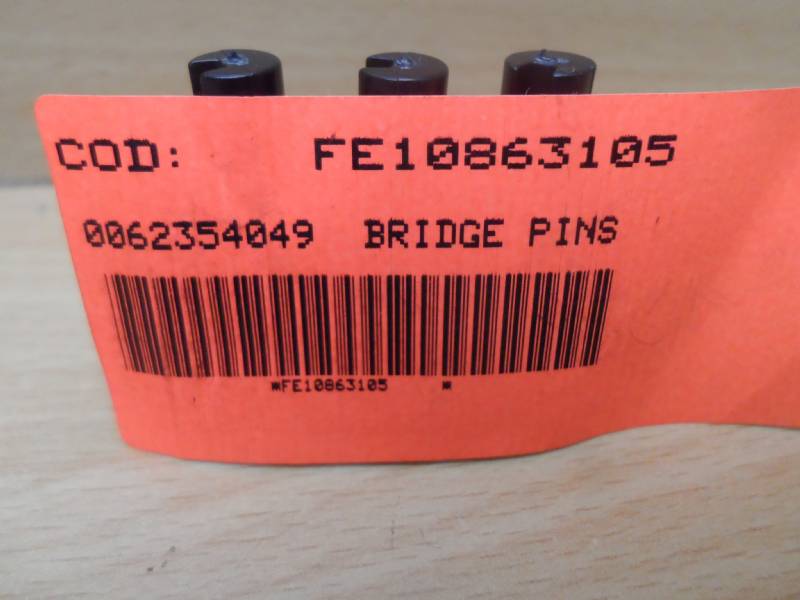 COD: FE10863105
0062354049 BRIDGE PINS
*FE10863105 *